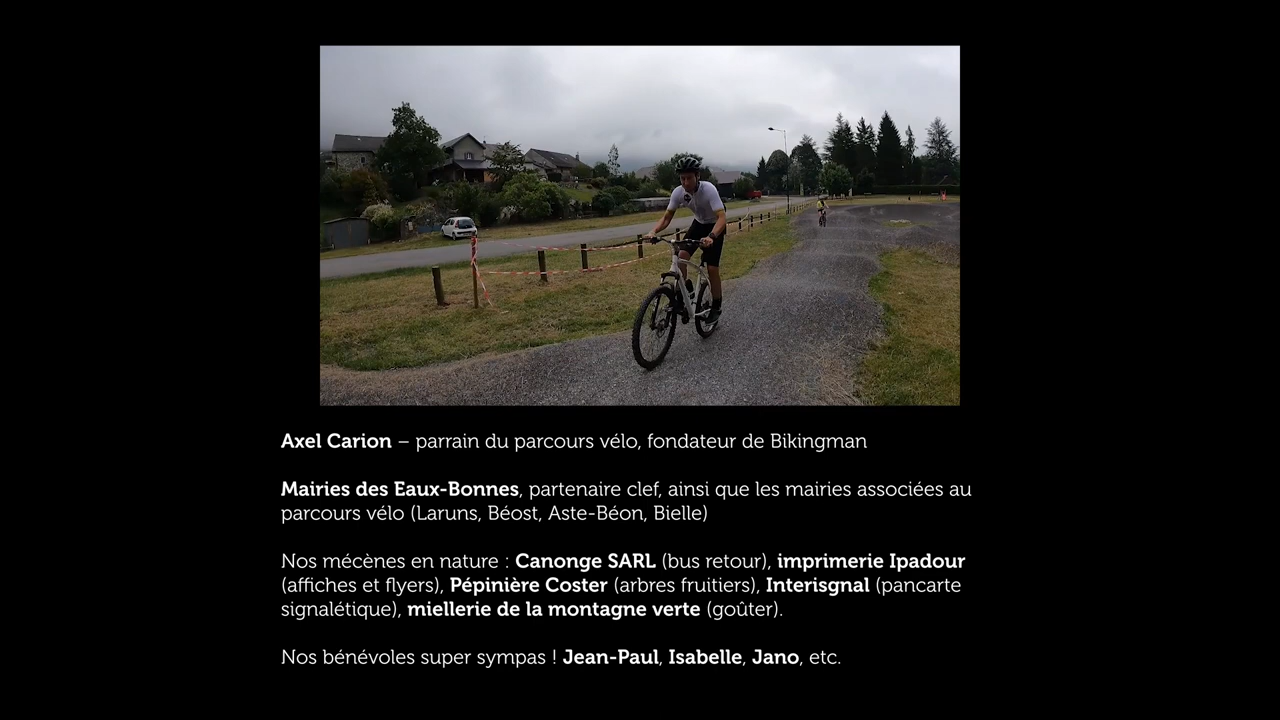 Axel Carion – parrain du parcours vélo, fondateur de Bikingman
Mairies des Eaux-Bonnes, partenaire clef, ainsi que les mairies associées au
parcours vélo (Laruns, Béost, Aste-Béon, Bielle)
Nos mécènes en nature : Canonge SARL (bus retour), imprimerie Ipadour
(affiches et flyers), Pépinière Coster (arbres fruitiers), Interisgnal (pancarte
signalétique), miellerie de la montagne verte (goûter).
Nos bénévoles super sympas ! Jean-Paul, Isabelle, Jano, etc.